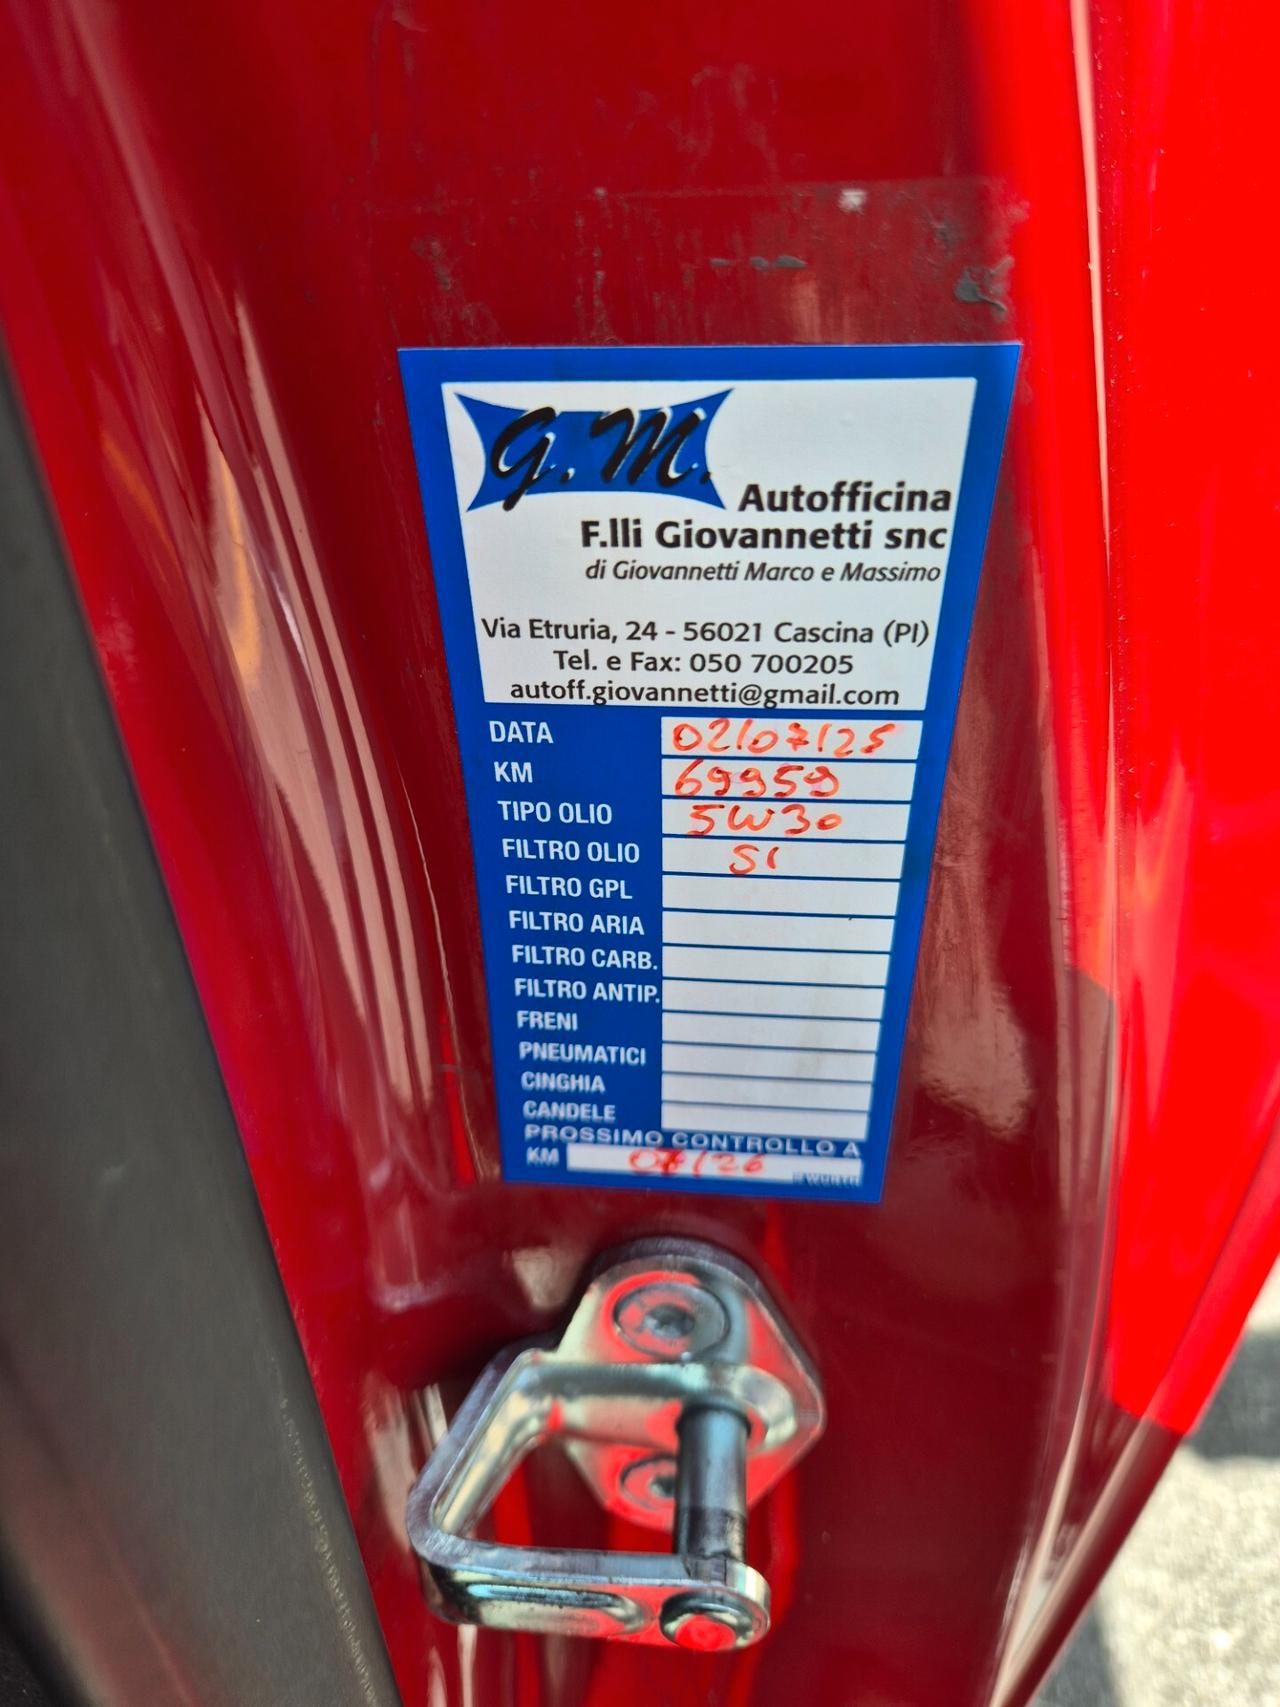 G.M.
Autofficina
F.lli Giovannetti snc
di Giovannetti Marco e Massimo
Via Etruria, 24 - 56021 Cascina (PI)
Tel. e Fax: 050 700205
autoff.giovannetti@gmail.com
DATA 02/07/25
KM 69959
TIPO OLIO 5W30
FILTRO OLIO SI
FILTRO GPL
FILTRO ARIA
FILTRO CARB.
FILTRO ANTIP.
FRENI
PNEUMATICI
CINGHIA
CANDELE
PROSSIMO CONTROLLO A
KM 07/26